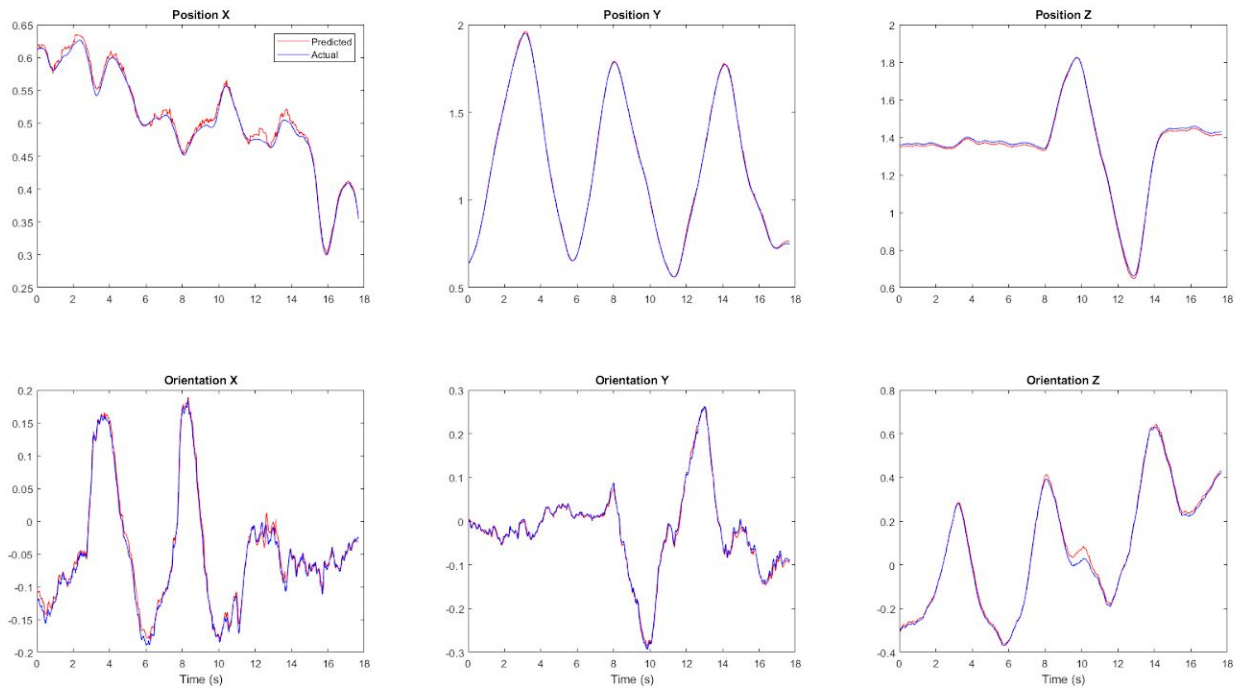 Position X
Position Y
Position Z
0.65
0.6
0.55
0.5
0.45
0.4
0.35
0.3
0.25
Predicted
Actual
0 2 4 6 8 10 12 14 16 18
2
1.5
1
0.5
0 2 4 6 8 10 12 14 16 18
2
1.8
1.6
1.4
1.2
1
0.8
0.6
0 2 4 6 8 10 12 14 16 18
Orientation X
Orientation Y
Orientation Z
0.2
0.15
0.1
0.05
0
-0.05
-0.1
-0.15
-0.2
0 2 4 6 8 10 12 14 16 18
Time (s)
0.3
0.2
0.1
0
-0.1
-0.2
-0.3
0 2 4 6 8 10 12 14 16 18
Time (s)
0.8
0.6
0.4
0.2
0
-0.2
-0.4
0 2 4 6 8 10 12 14 16 18
Time (s)